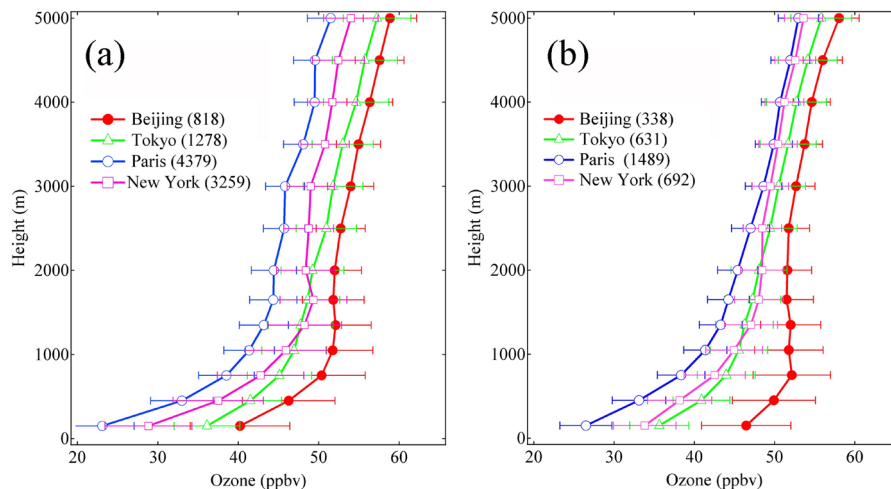 (a)
5000
4000
3000
2000
1000
0
Height (m)
Beijing (818)
Tokyo (1278)
Paris (4379)
New York (3259)
20
30
40
50
60
Ozone (ppbv)
(b)
5000
4000
3000
2000
1000
0
Height (m)
Beijing (338)
Tokyo (631)
Paris (1489)
New York (692)
20
30
40
50
60
Ozone (ppbv)